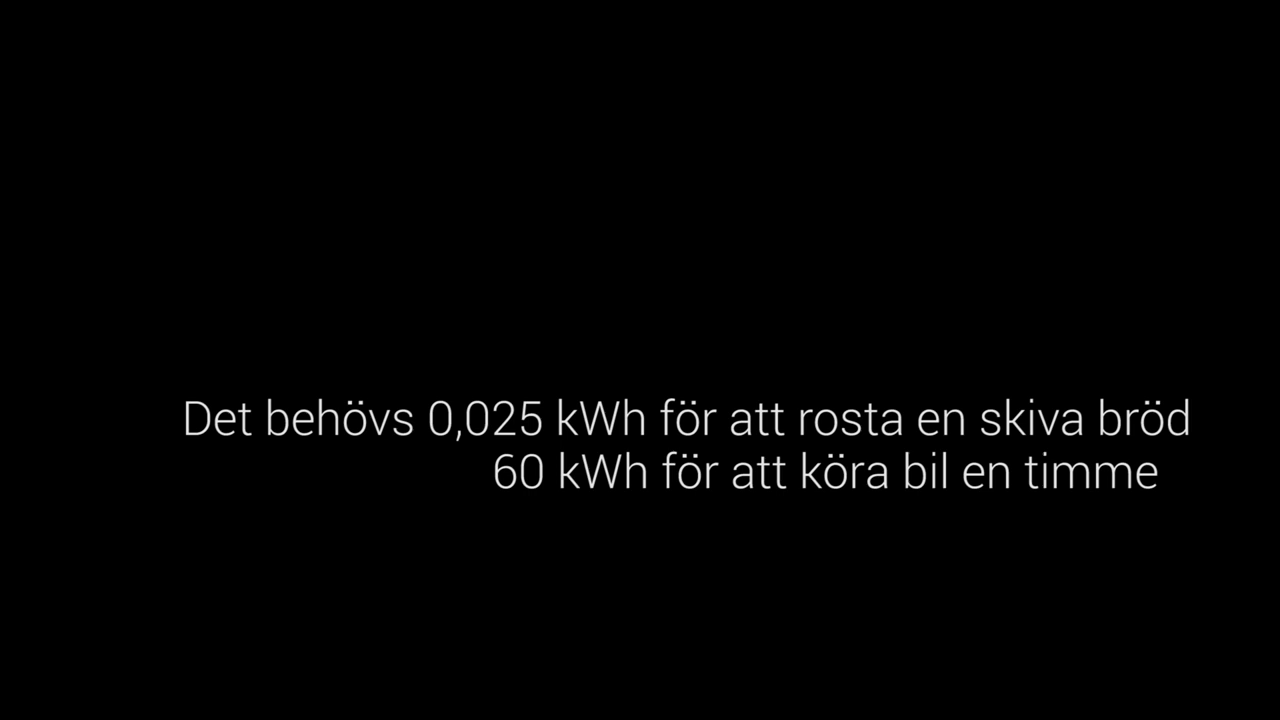 Det behövs 0,025 kWh för att rosta en skiva bröd
60 kWh för att köra bil en timme